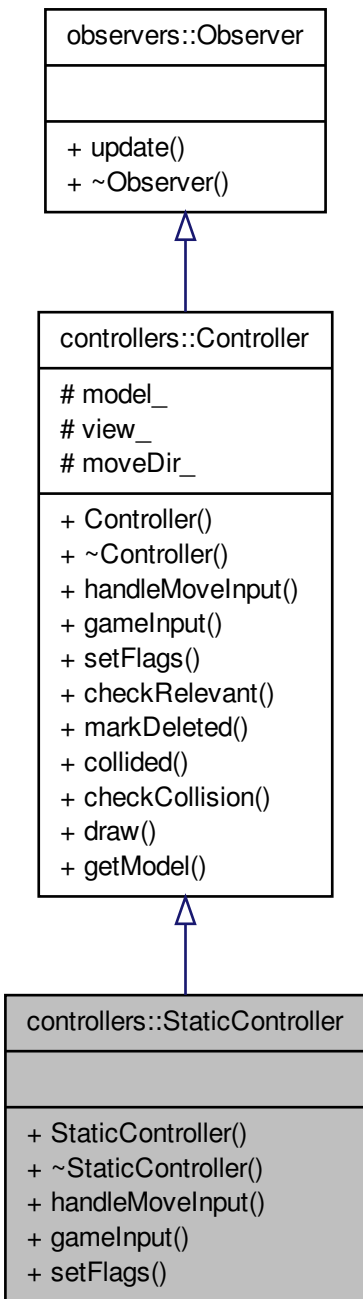 observers::Observer
+ update()
+ ~Observer()
controllers::Controller
# model_
# view_
# moveDir_
+ Controller()
+ ~Controller()
+ handleMoveInput()
+ gameInput()
+ setFlags()
+ checkRelevant()
+ markDeleted()
+ collided()
+ checkCollision()
+ draw()
+ getModel()
controllers::StaticController
+ StaticController()
+ ~StaticController()
+ handleMoveInput()
+ gameInput()
+ setFlags()